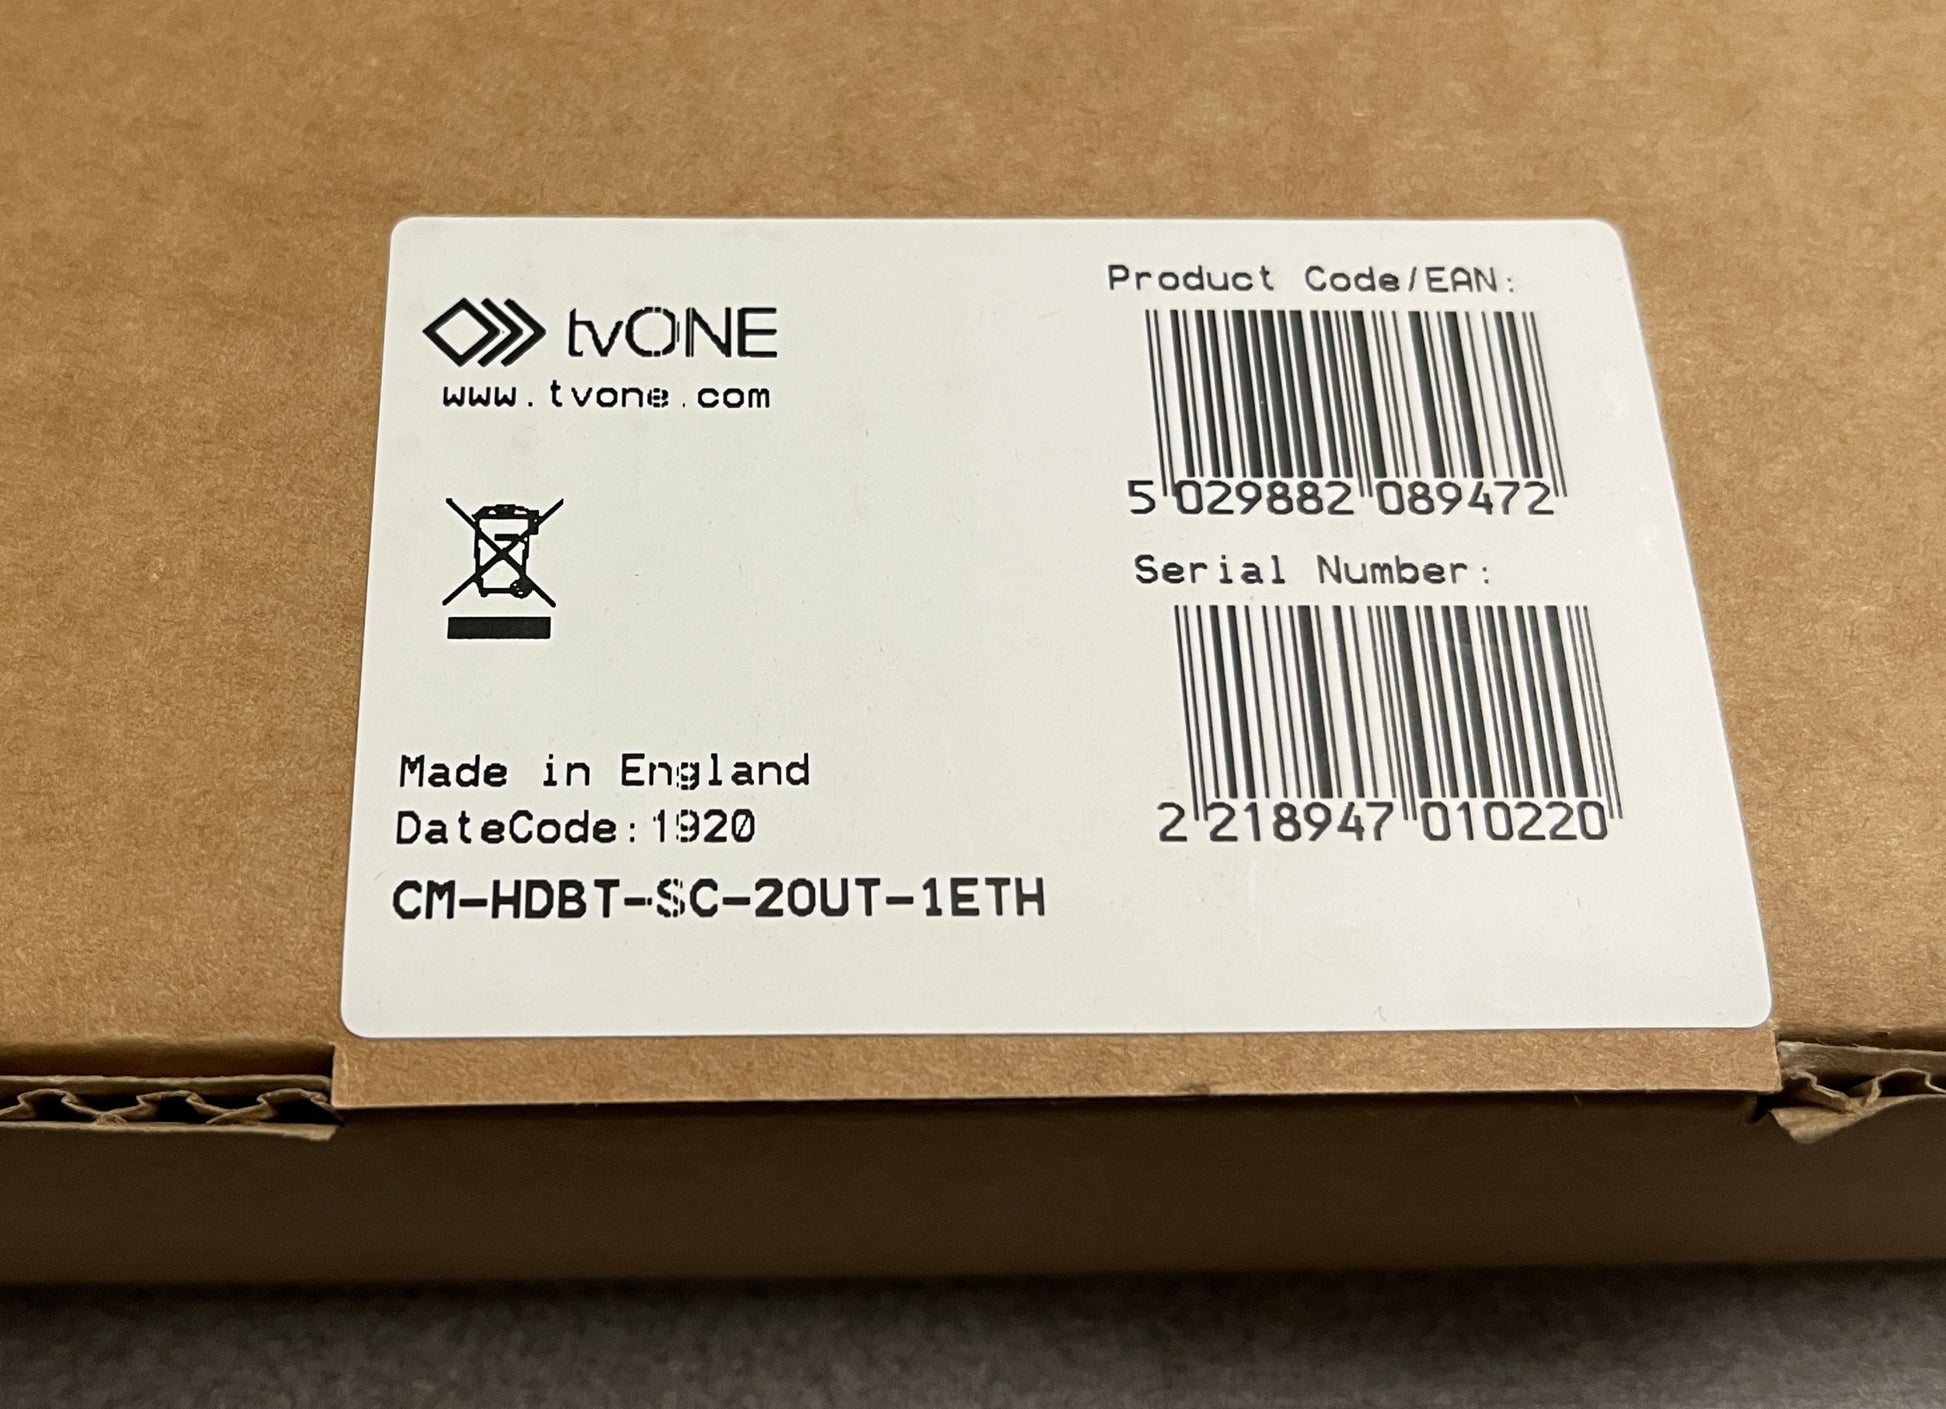 tvONE
www.tvone.com
Made in England
DateCode:1920
CM-HDBT-SC-2OUT-1ETH
Product Code/EAN:
5 029882 089472
Serial Number:
2 218947 010220